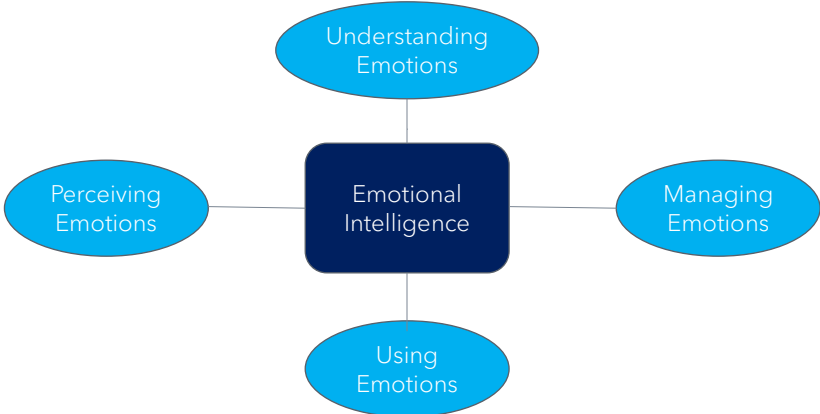 Understanding
Emotions
Perceiving
Emotions
Emotional
Intelligence
Managing
Emotions
Using
Emotions